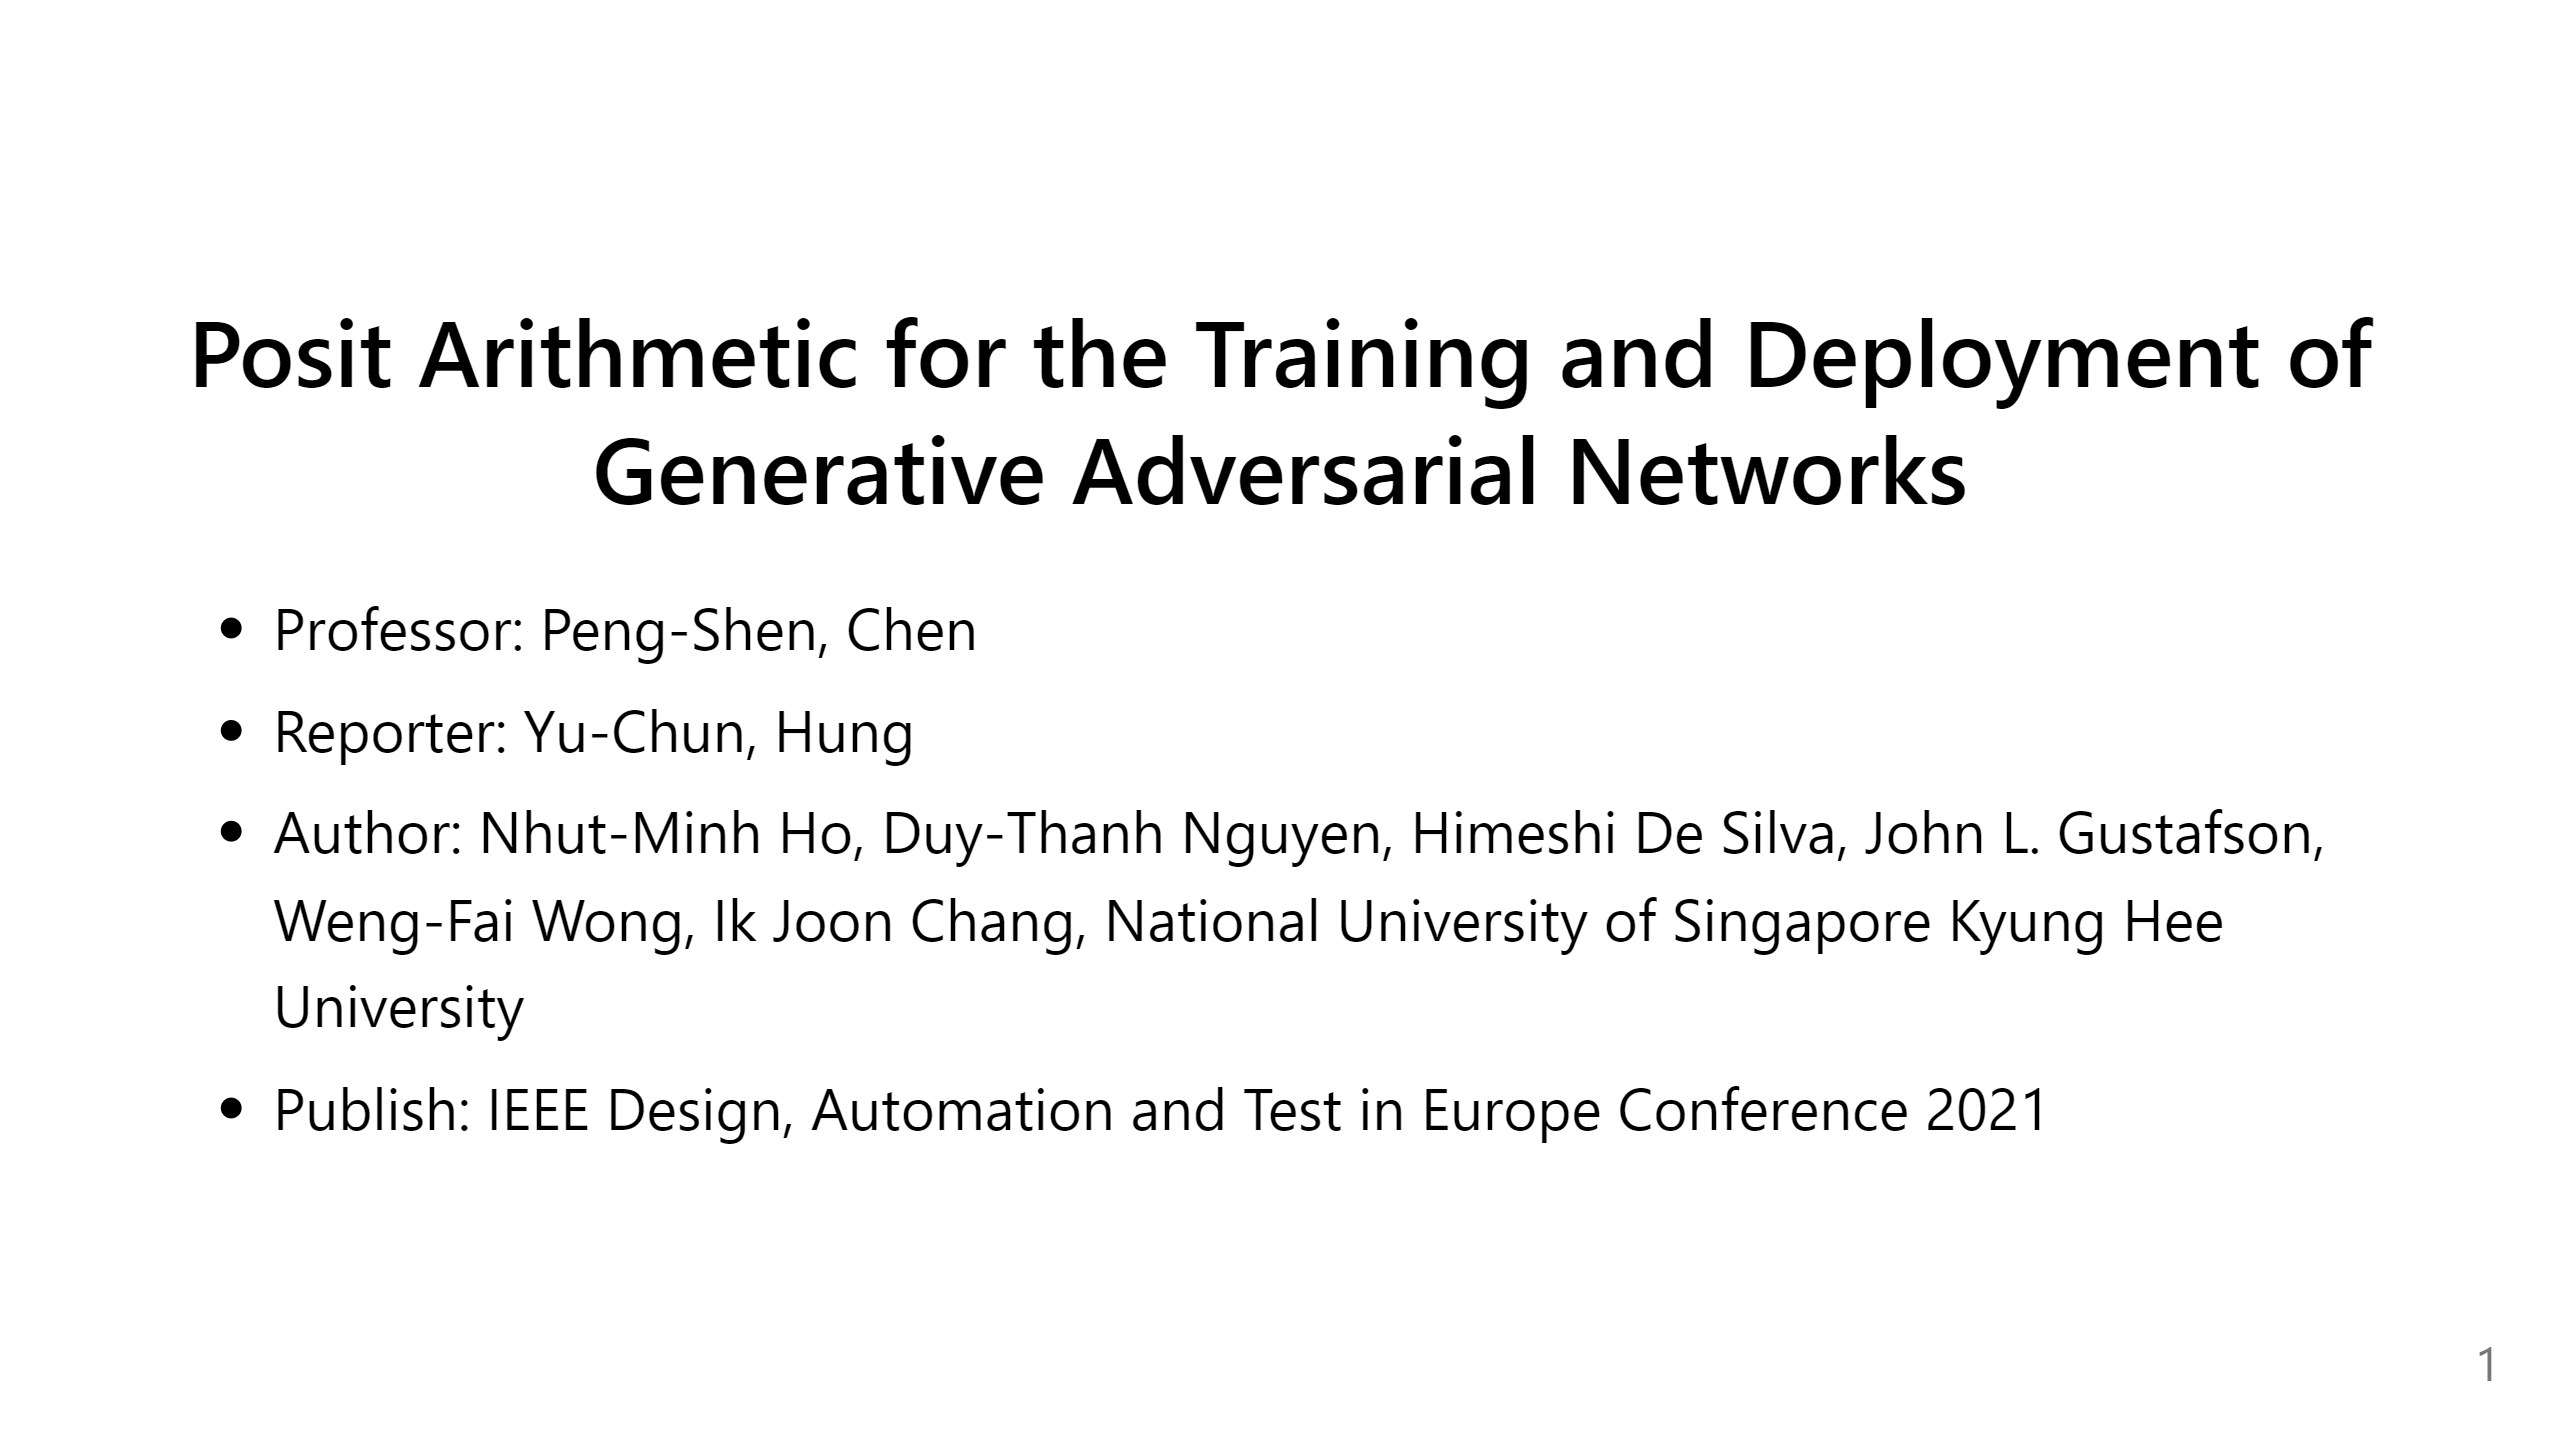 Posit Arithmetic for the Training and Deployment of
Generative Adversarial Networks
• Professor: Peng-Shen, Chen
• Reporter: Yu-Chun, Hung
• Author: Nhut-Minh Ho, Duy-Thanh Nguyen, Himeshi De Silva, John L. Gustafson,
Weng-Fai Wong, Ik Joon Chang, National University of Singapore Kyung Hee
University
• Publish: IEEE Design, Automation and Test in Europe Conference 2021
1